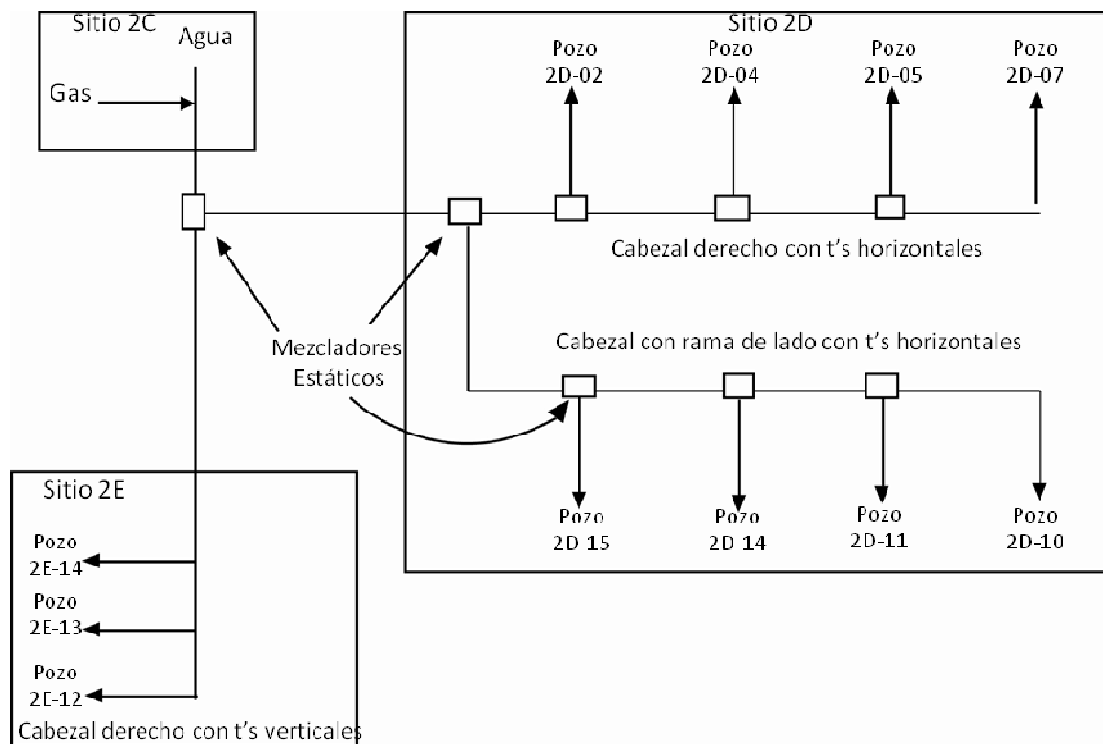 Sitio 2C
Agua
Gas
Sitio 2D
Pozo
2D-02
Pozo
2D-04
Pozo
2D-05
Pozo
2D-07
Cabezal derecho con t's horizontales
Mezcladores
Estáticos
Cabezal con rama de lado con t's horizontales
Pozo
2D 15
Pozo
2D 14
Pozo
2D-11
Pozo
2D-10
Sitio 2E
Pozo
2E-14
Pozo
2E-13
Pozo
2E-12
Cabezal derecho con t's verticales